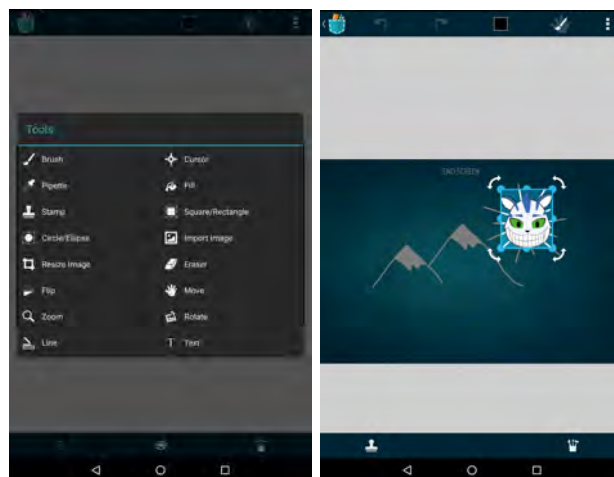 Tools
Brush
Cursor
Pipette
Fill
Stamp
Square/Rectangle
Circle/Ellipse
Import Image
Resize Image
Eraser
Flip
Move
Zoom
Rotate
Line
Text